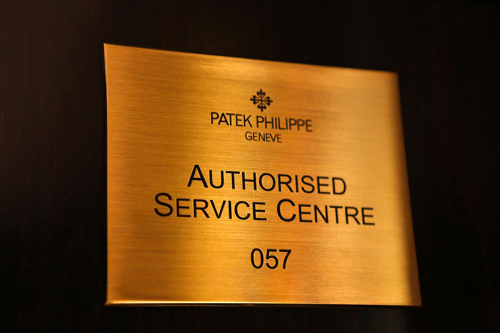 PATEK PHILIPPE
GENEVE
AUTHORISED
SERVICE CENTRE
057